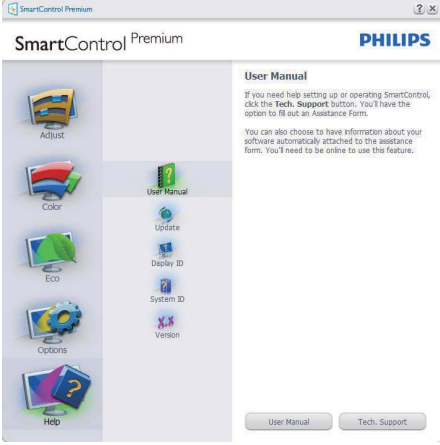 SmartControl Premium
SmartControl Premium
PHILIPS
Adjust
Color
Eco
Options
Help
User Manual
Update
Display ID
System ID
X.X
Version
User Manual
If you need help setting up or operating SmartControl,
click the Tech. Support button. You'll have the
option to fill out an Assistance Form.
You can also choose to have information about your
software automatically attached to the assistance
form. You'll need to be online to use this feature.
User Manual
Tech. Support